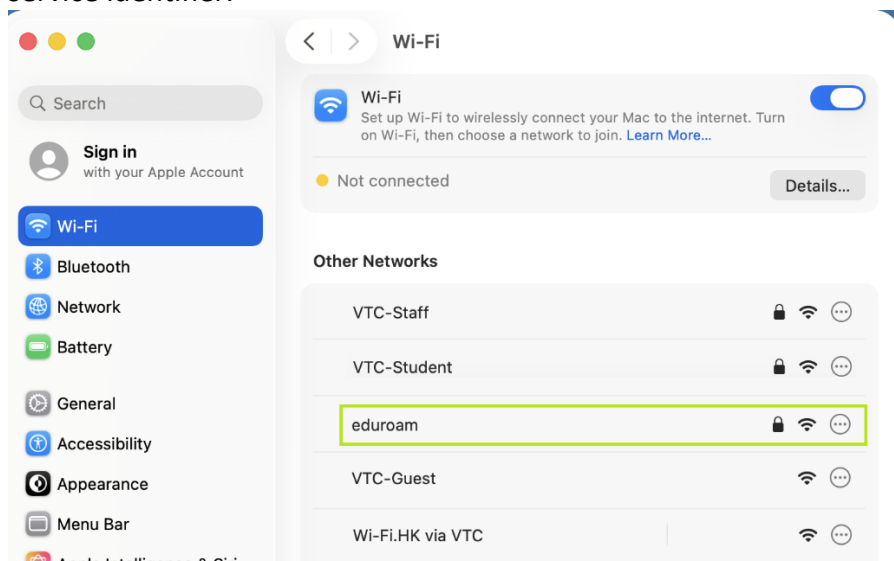 service identifier.
Wi-Fi
Search
Sign in
with your Apple Account
Wi-Fi
Bluetooth
Network
Battery
General
Accessibility
Appearance
Menu Bar
Wi-Fi
Set up Wi-Fi to wirelessly connect your Mac to the internet. Turn
on Wi-Fi, then choose a network to join. Learn More...
Not connected
Details...
Other Networks
VTC-Staff
VTC-Student
eduroam
VTC-Guest
Wi-Fi.HK via VTC